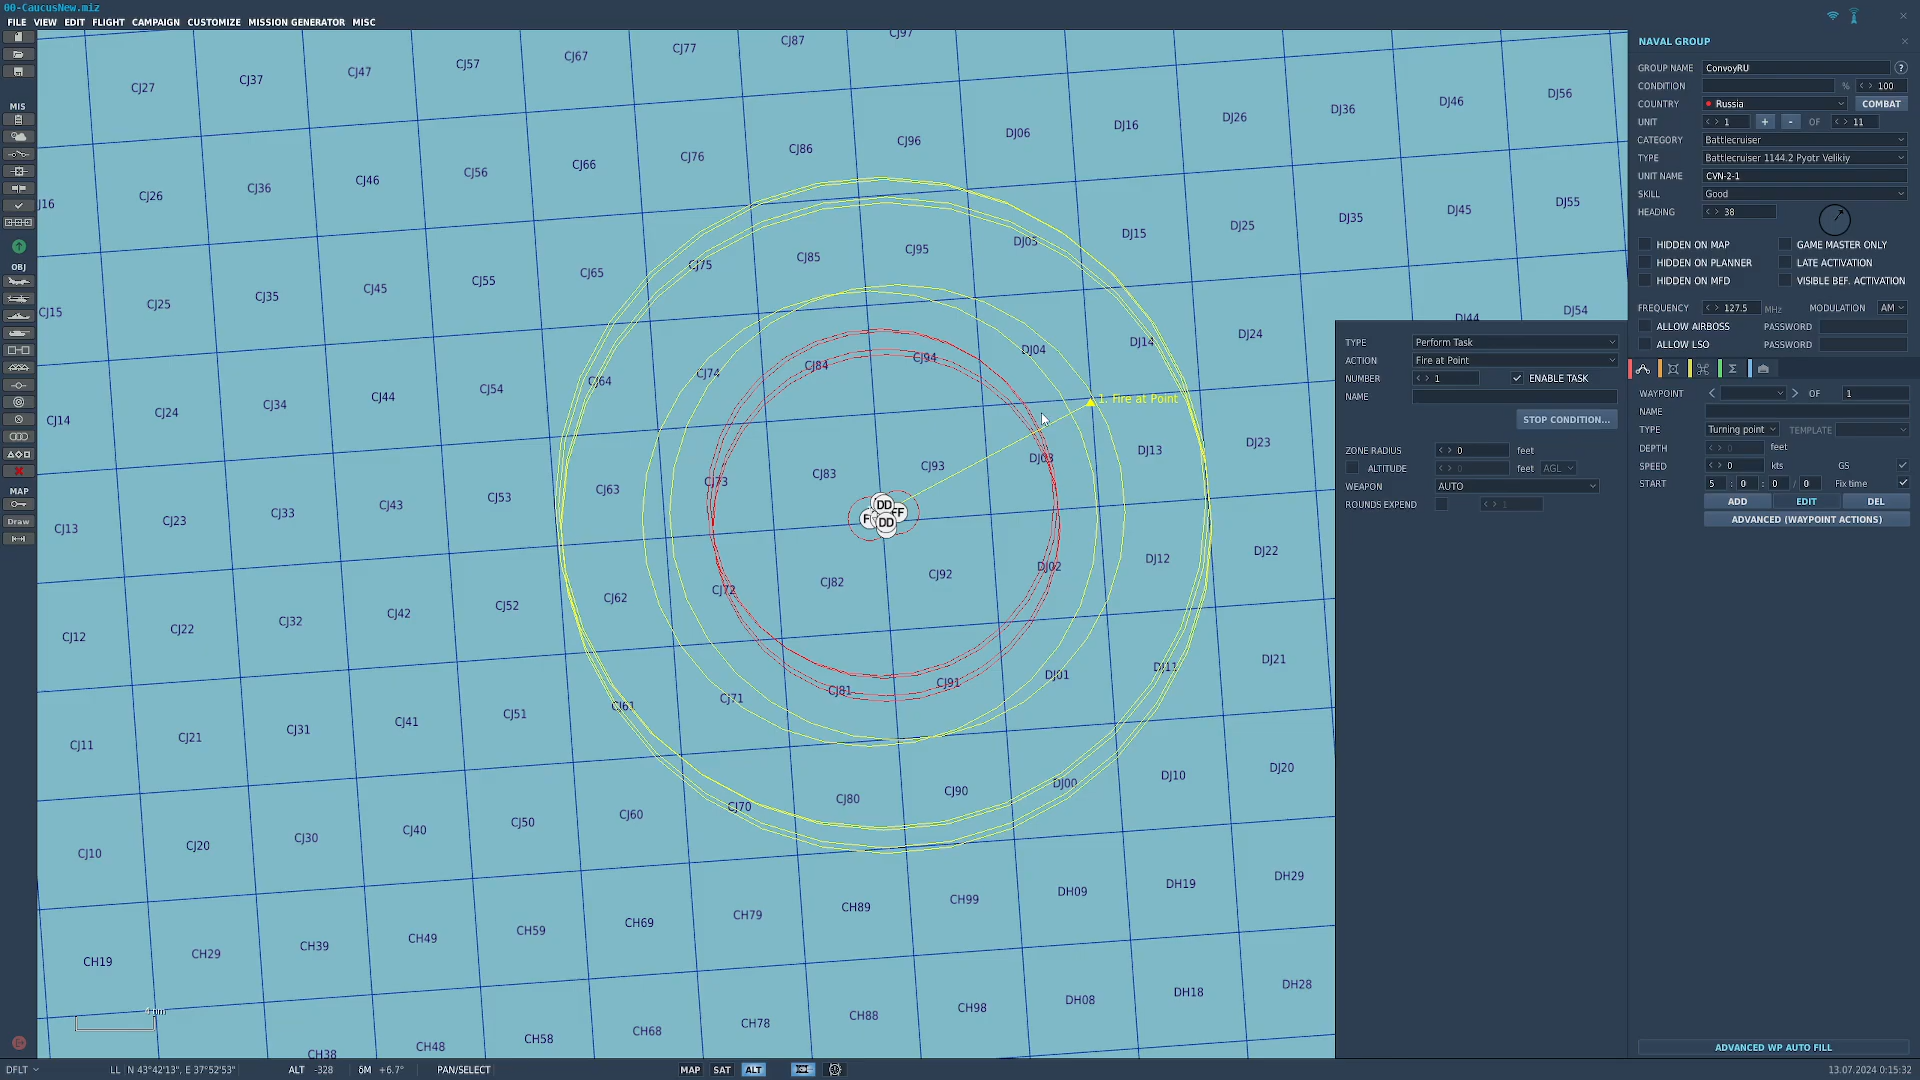 00-CaucusNew.miz
FILE VIEW EDIT FLIGHT CAMPAIGN CUSTOMIZE MISSION GENERATOR MISC
MIS
OBJ
MAP
Draw
CJ27 CJ37 CJ47 CJ57 CJ67 CJ77 CJ87 CJ97
J16 CJ26 CJ36 CJ46 CJ56 CJ66 CJ76 CJ86 CJ96 DJ06 DJ16 DJ26 DJ36 DJ46 DJ56
CJ15 CJ25 CJ35 CJ45 CJ55 CJ65 CJ75 CJ85 CJ95 DJ05 DJ15 DJ25 DJ35 DJ45 DJ55
CJ14 CJ24 CJ34 CJ44 CJ54 CJ64 CJ74 CJ84 CJ94 DJ04 DJ14 DJ24 DJ44 DJ54
1. Fire at Point
CJ13 CJ23 CJ33 CJ43 CJ53 CJ63 CJ73 CJ83 CJ93 DJ03 DJ13 DJ23
DD
F FF
DD
CJ12 CJ22 CJ32 CJ42 CJ52 CJ62 CJ72 CJ82 CJ92 DJ02 DJ12 DJ22
CJ11 CJ21 CJ31 CJ41 CJ51 CJ61 CJ71 CJ81 CJ91 DJ01 DJ11 DJ21
CJ10 CJ20 CJ30 CJ40 CJ50 CJ60 CJ70 CJ80 CJ90 DJ00 DJ10 DJ20
CH19 CH29 CH39 CH49 CH59 CH69 CH79 CH89 CH99 DH09 DH19 DH29
CH38 CH48 CH58 CH68 CH78 CH88 CH98 DH08 DH18 DH28
TYPE Perform Task
ACTION Fire at Point
NUMBER < > 1 ENABLE TASK
NAME
STOP CONDITION...
ZONE RADIUS < > 0 feet
ALTITUDE < > 0 feet AGL
WEAPON AUTO
ROUNDS EXPEND < > 1
NAVAL GROUP
GROUP NAME ConvoyRU ?
CONDITION % < > 100
COUNTRY Russia COMBAT
UNIT < > 1 + - OF < > 11
CATEGORY Battlecruiser
TYPE Battlecruiser 1144.2 Pyotr Velikiy
UNIT NAME CVN-2-1
SKILL Good
HEADING < > 38
HIDDEN ON MAP GAME MASTER ONLY
HIDDEN ON PLANNER LATE ACTIVATION
HIDDEN ON MFD VISIBLE BEF. ACTIVATION
FREQUENCY < > 127.5 MHz MODULATION AM
ALLOW AIRBOSS PASSWORD
ALLOW LSO PASSWORD
WAYPOINT < > OF 1
NAME
TYPE Turning point TEMPLATE
DEPTH < > 0 feet
SPEED < > 0 kts GS
START 5 : 0 : 0 / 0 Fix time
ADD EDIT DEL
ADVANCED (WAYPOINT ACTIONS)
ADVANCED WP AUTO FILL
DFLT LL N 43°42'13", E 37°52'53" ALT -328 δM +6.7° PAN/SELECT MAP SAT ALT 13.07.2024 0:15:32